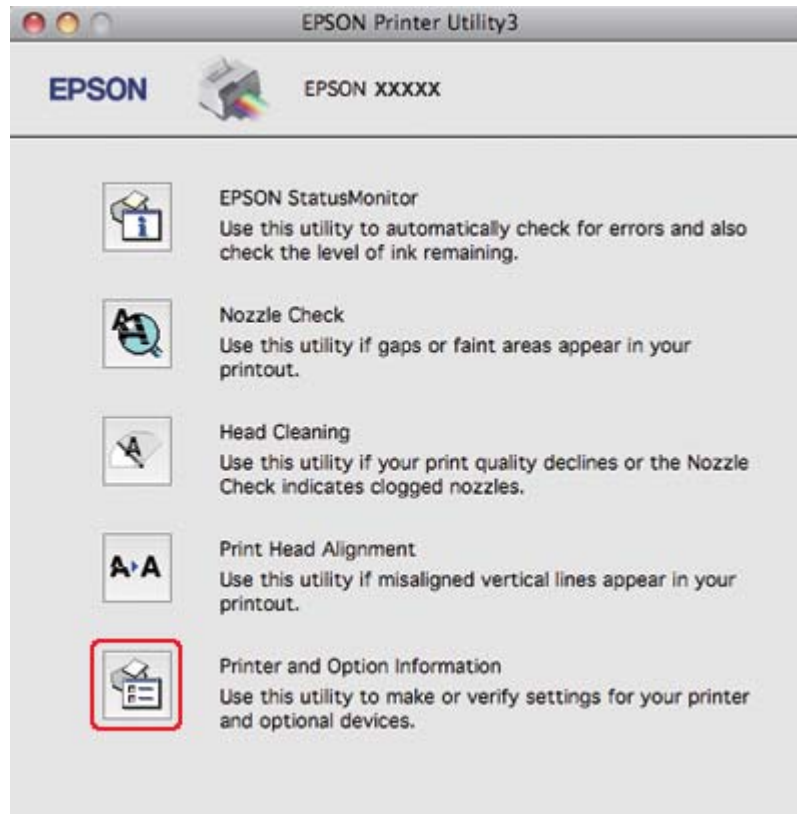 EPSON Printer Utility3
EPSON EPSON XXXXX
EPSON StatusMonitor
Use this utility to automatically check for errors and also
check the level of ink remaining.
Nozzle Check
Use this utility if gaps or faint areas appear in your
printout.
Head Cleaning
Use this utility if your print quality declines or the Nozzle
Check indicates clogged nozzles.
A A Print Head Alignment
Use this utility if misaligned vertical lines appear in your
printout.
Printer and Option Information
Use this utility to make or verify settings for your printer
and optional devices.